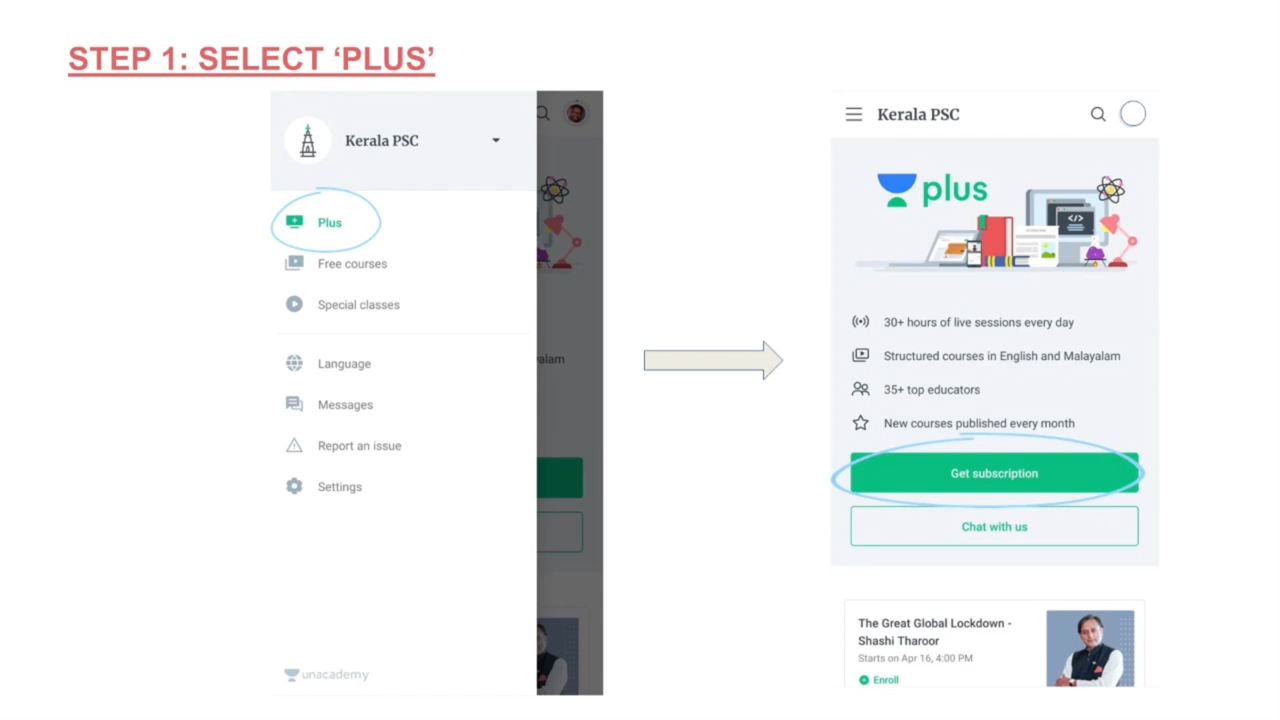 STEP 1: SELECT ‘PLUS’
Kerala PSC
Plus
Free courses
Special classes
Language
Messages
Report an issue
Settings
unacademy
alam
Kerala PSC
plus
</>
30+ hours of live sessions every day
Structured courses in English and Malayalam
35+ top educators
New courses published every month
Get subscription
Chat with us
The Great Global Lockdown -
Shashi Tharoor
Starts on Apr 16, 4:00 PM
Enroll